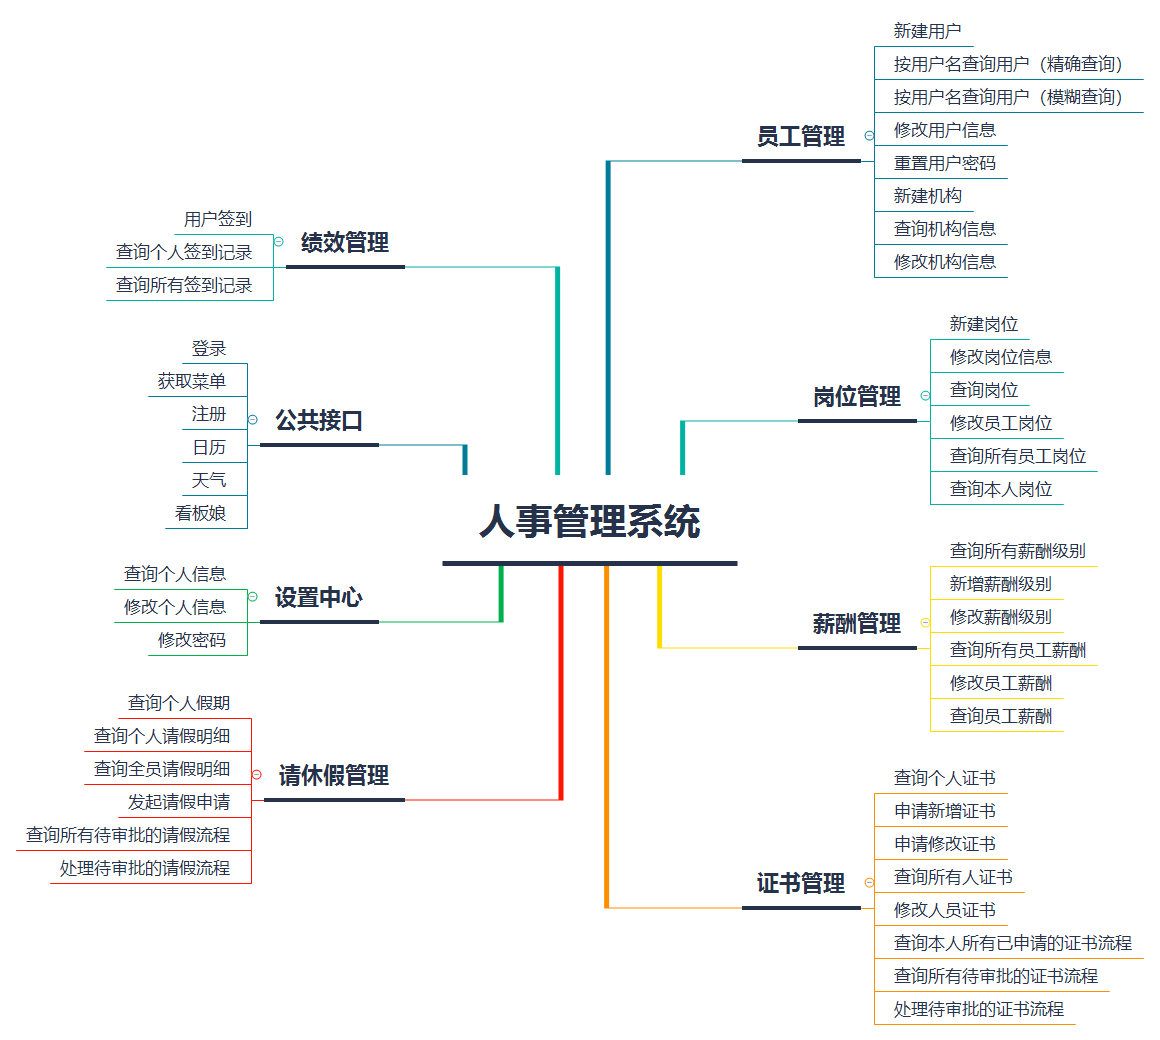 人事管理系统
员工管理
新建用户
按用户名查询用户（精确查询）
按用户名查询用户（模糊查询）
修改用户信息
重置用户密码
新建机构
查询机构信息
修改机构信息
岗位管理
新建岗位
修改岗位信息
查询岗位
修改员工岗位
查询所有员工岗位
查询本人岗位
薪酬管理
查询所有薪酬级别
新增薪酬级别
修改薪酬级别
查询所有员工薪酬
修改员工薪酬
查询员工薪酬
证书管理
查询个人证书
申请新增证书
申请修改证书
查询所有人证书
修改人员证书
查询本人所有已申请的证书流程
查询所有待审批的证书流程
处理待审批的证书流程
绩效管理
用户签到
查询个人签到记录
查询所有签到记录
公共接口
登录
获取菜单
注册
日历
天气
看板娘
设置中心
查询个人信息
修改个人信息
修改密码
请休假管理
查询个人假期
查询个人请假明细
查询全员请假明细
发起请假申请
查询所有待审批的请假流程
处理待审批的请假流程